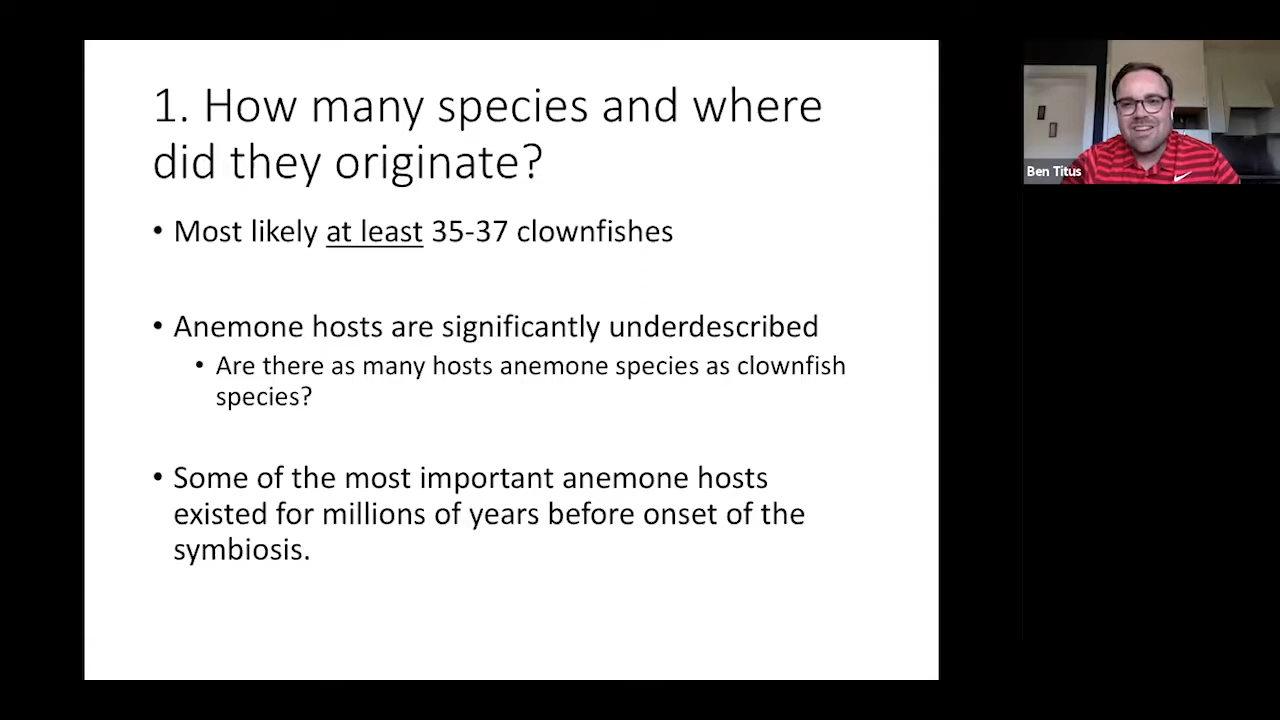 1. How many species and where
did they originate?
• Most likely at least 35-37 clownfishes
• Anemone hosts are significantly underdescribed
• Are there as many hosts anemone species as clownfish
species?
• Some of the most important anemone hosts
existed for millions of years before onset of the
symbiosis.
Ben Titus